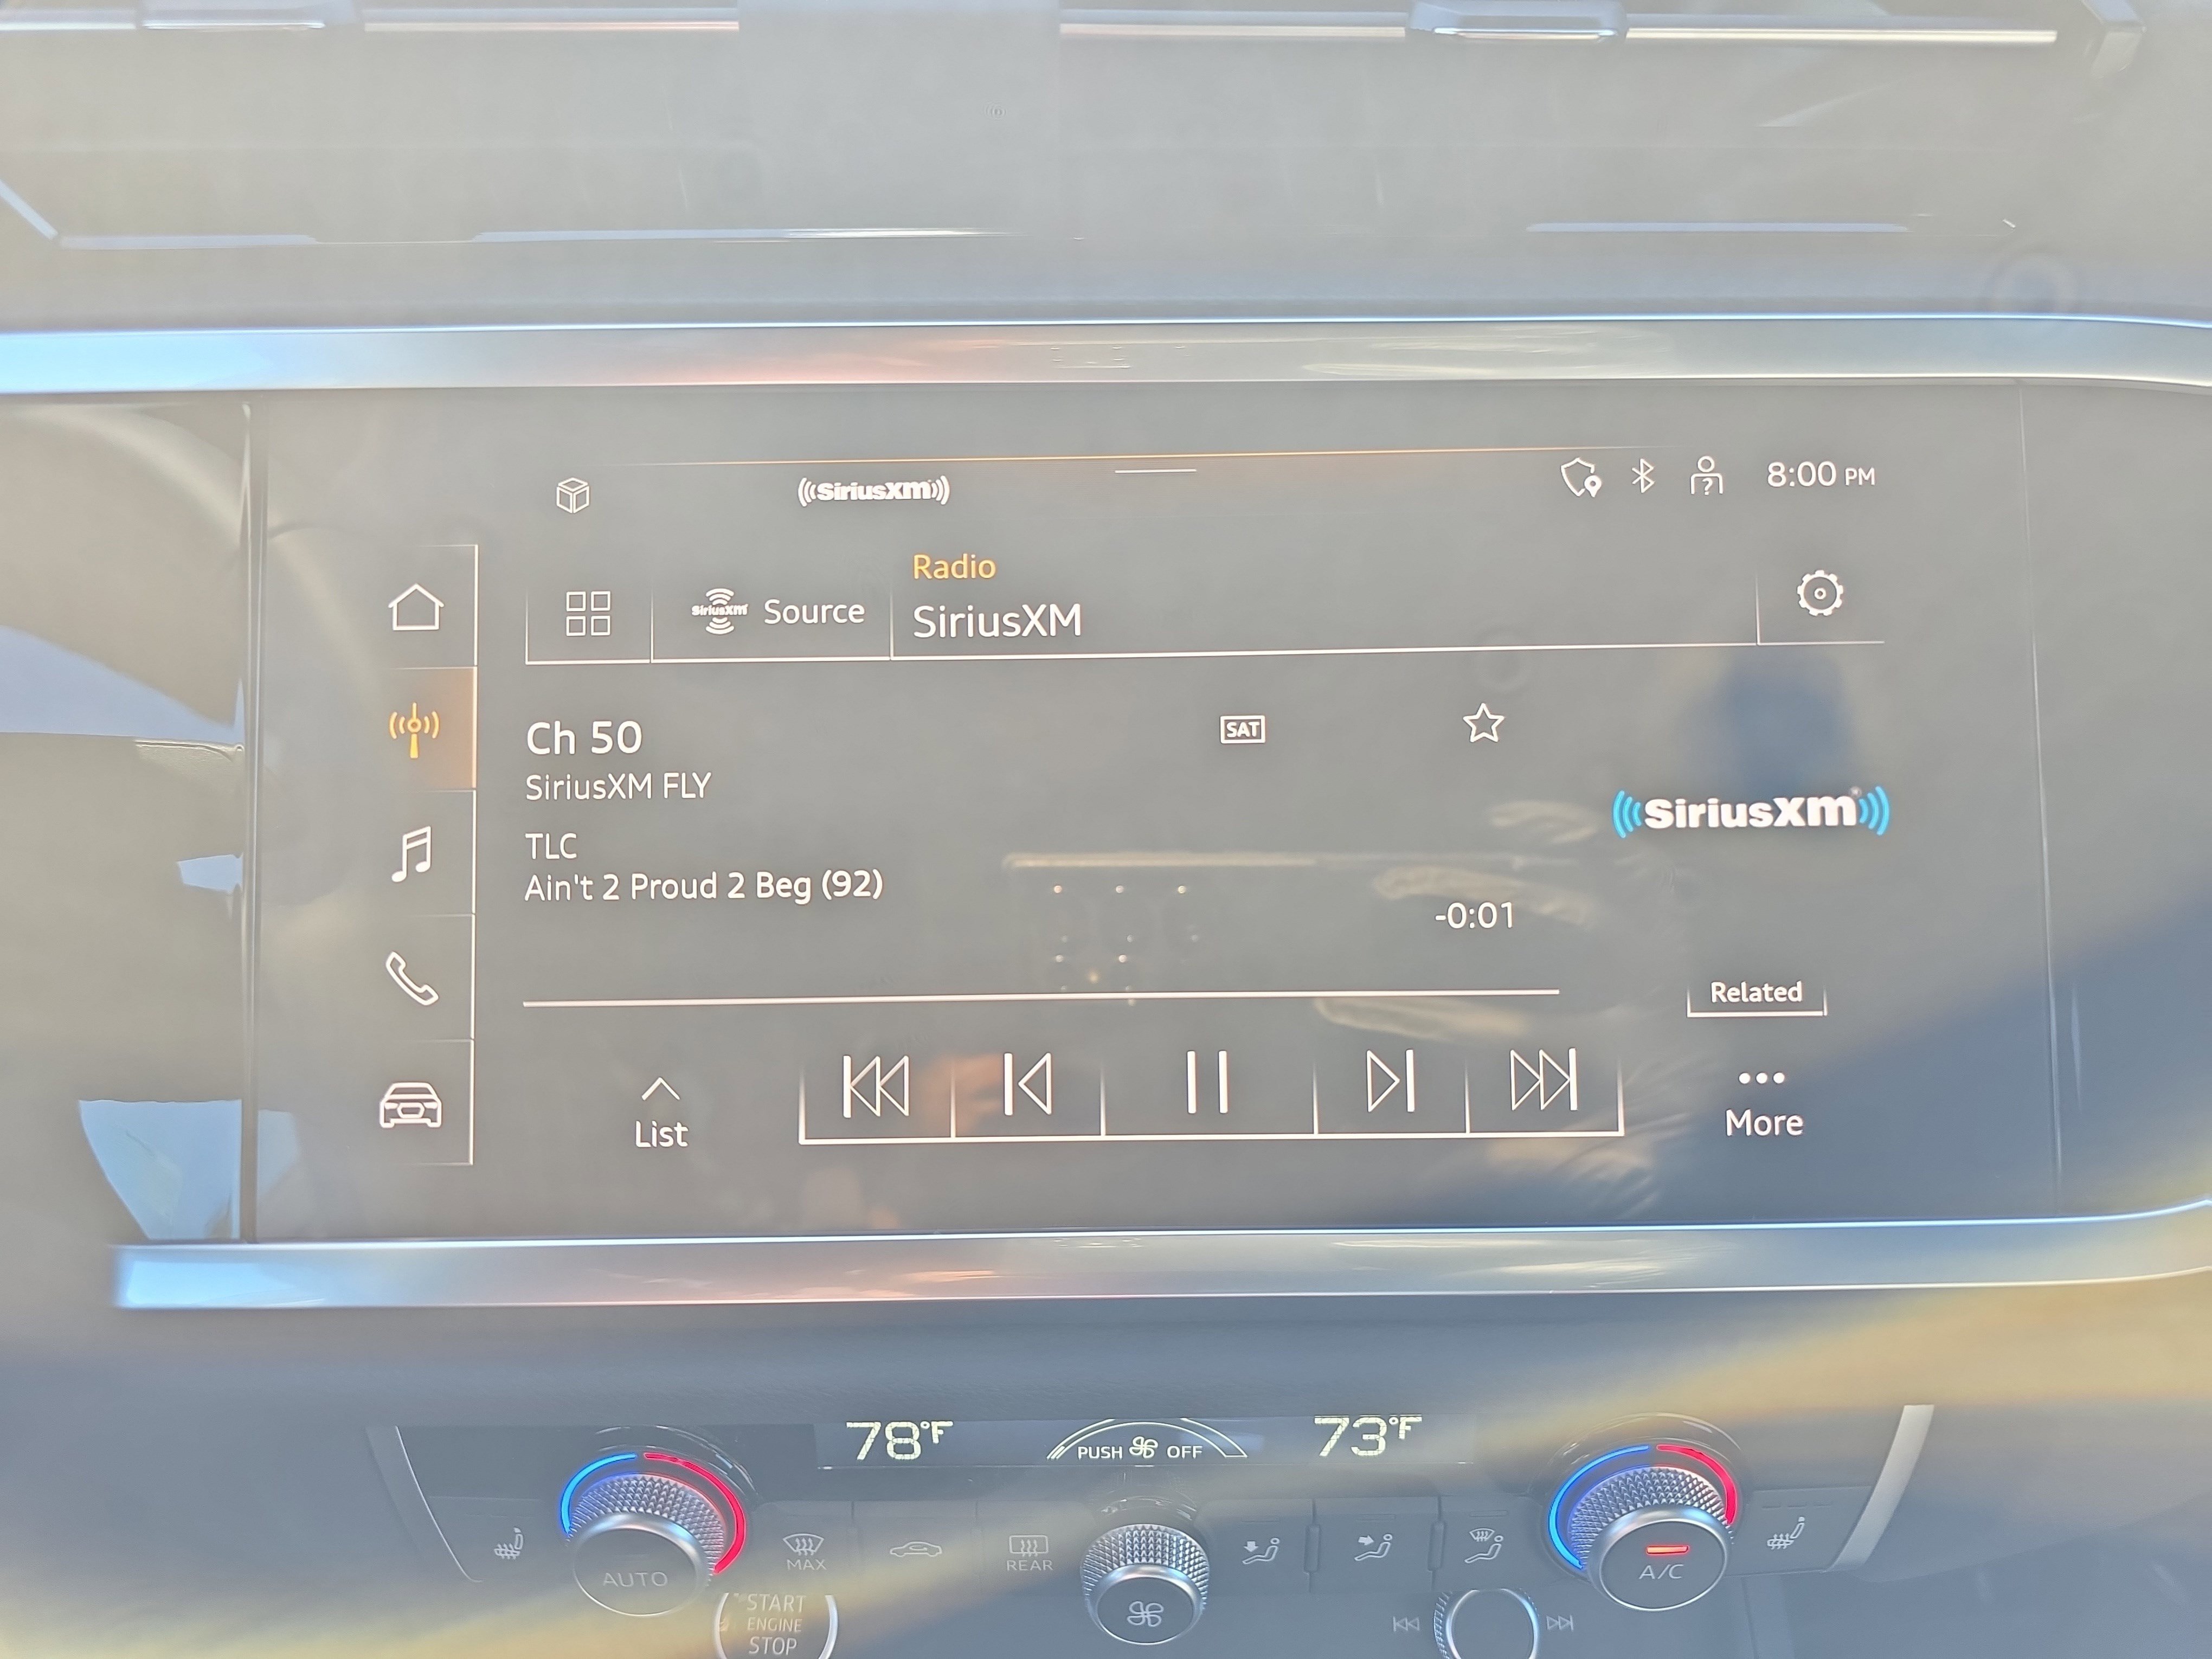 ((SiriusXM))
8:00 PM
Radio
SiriusXM Source
SiriusXM
Ch 50
SAT
SiriusXM FLY
((SiriusXM))
TLC
Ain't 2 Proud 2 Beg (92)
-0:01
Related
List
More
78°F
PUSH OFF
73°F
MAX
REAR
AUTO
A/C
START
ENGINE
STOP